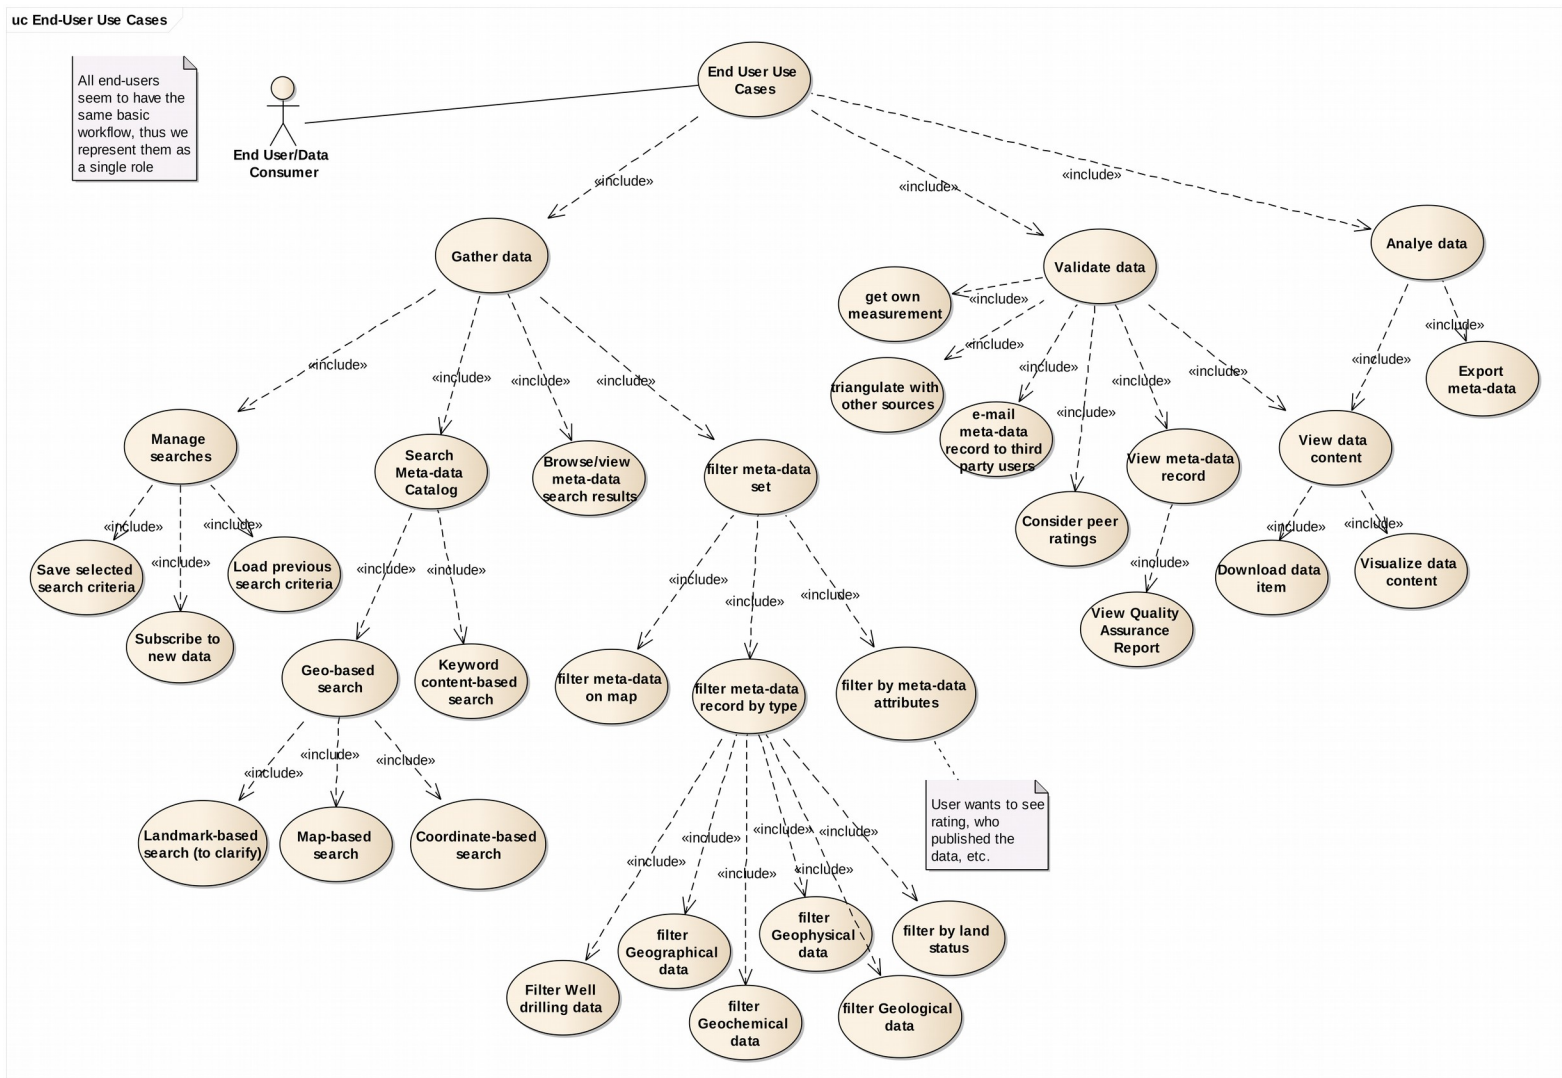 uc End-User Use Cases
All end-users
seem to have the
same basic
workflow, thus we
represent them as
a single role
End User/Data
Consumer
End User Use
Cases
«include»
«include»
«include»
Gather data
Validate data
Analye data
get own
measurement
«include»
«include»
triangulate with
other sources
«include»
«include»
«include»
«include»
«include»
«include»
Export
meta-data
«include»
«include»
«include»
«include»
Manage
searches
Search
Meta-data
Catalog
Browse/view
meta-data
search results
filter meta-data
set
e-mail
meta-data
record to third
party users
View meta-data
record
View data
content
Consider peer
ratings
«include»
«include»
«include»
Save selected
search criteria
Load previous
search criteria
Subscribe to
new data
«include»
«include»
«include»
«include»
«include»
«include»
«include»
«include»
Download data
item
Visualize data
content
View Quality
Assurance
Report
Geo-based
search
Keyword
content-based
search
filter meta-data
on map
filter meta-data
record by type
filter by meta-data
attributes
«include»
«include»
«include»
Landmark-based
search (to clarify)
Map-based
search
Coordinate-based
search
User wants to see
rating, who
published the
data, etc.
«include»
«include»
«include»
«include»
«include»
«include»
Filter Well
drilling data
filter
Geographical
data
filter
Geochemical
data
filter
Geophysical
data
filter Geological
data
filter by land
status